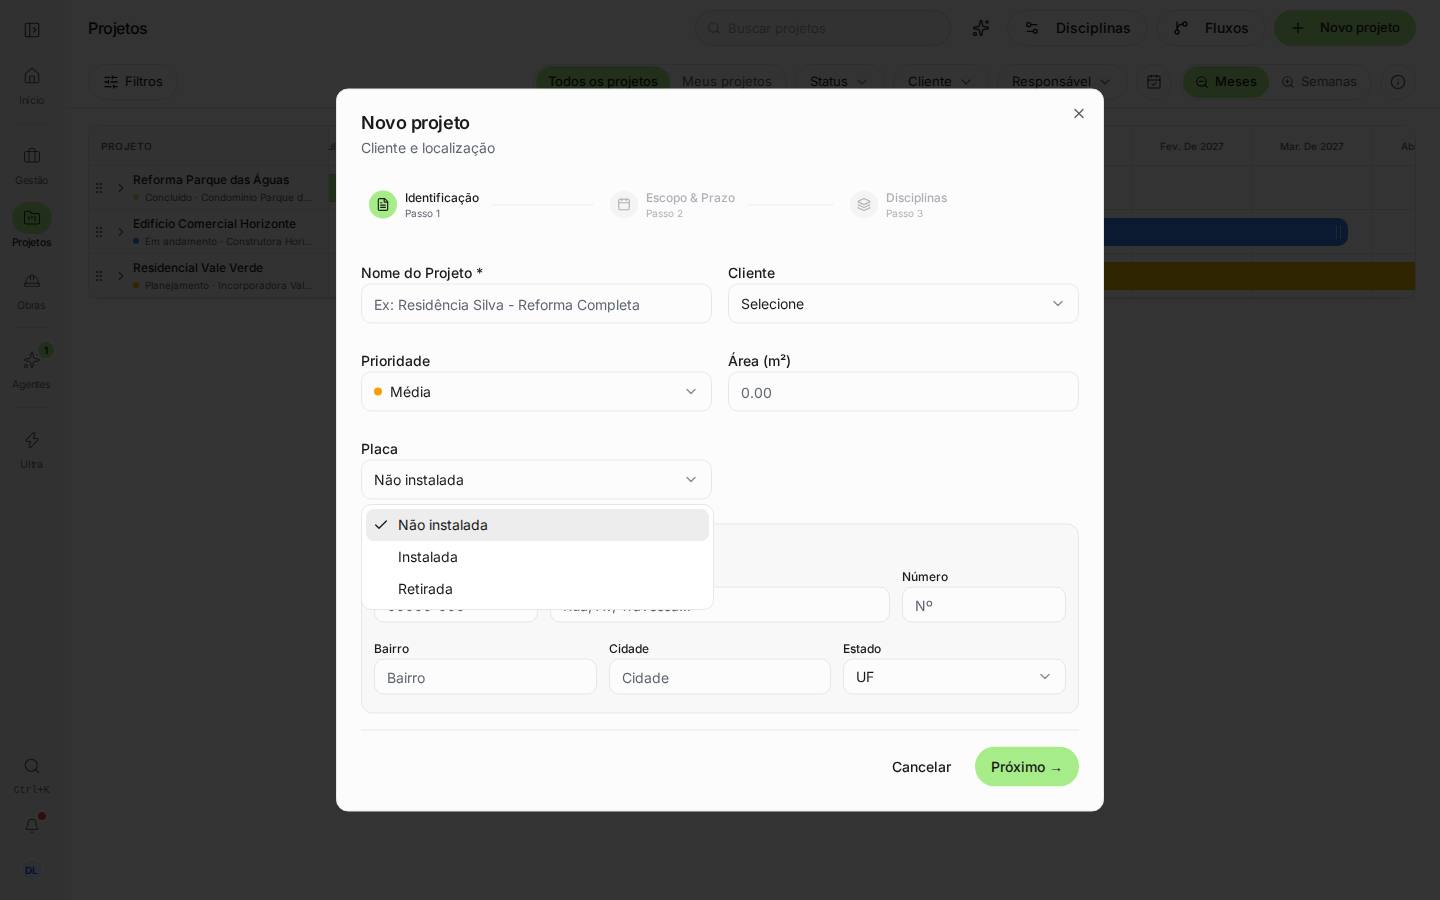 Projetos
Buscar projetos
Disciplinas
Fluxos
Novo projeto
Filtros
Todos os projetos
Meus projetos
Status
Cliente
Responsável
Meses
Semanas
Início
Gestão
Projetos
Obras
1
Agentes
Ultra
Ctrl+K
DL
PROJETO
Fev. De 2027
Mar. De 2027
Reforma Parque das Águas
Concluído · Condomínio Parque d...
Edifício Comercial Horizonte
Em andamento · Construtora Hori...
Residencial Vale Verde
Planejamento · Incorporadora Val...
Novo projeto
Cliente e localização
Identificação
Passo 1
Escopo & Prazo
Passo 2
Disciplinas
Passo 3
Nome do Projeto *
Ex: Residência Silva - Reforma Completa
Cliente
Selecione
Prioridade
Média
Área (m²)
0.00
Placa
Não instalada
Não instalada
Instalada
Retirada
Número
Nº
Bairro
Bairro
Cidade
Cidade
Estado
UF
Cancelar
Próximo →